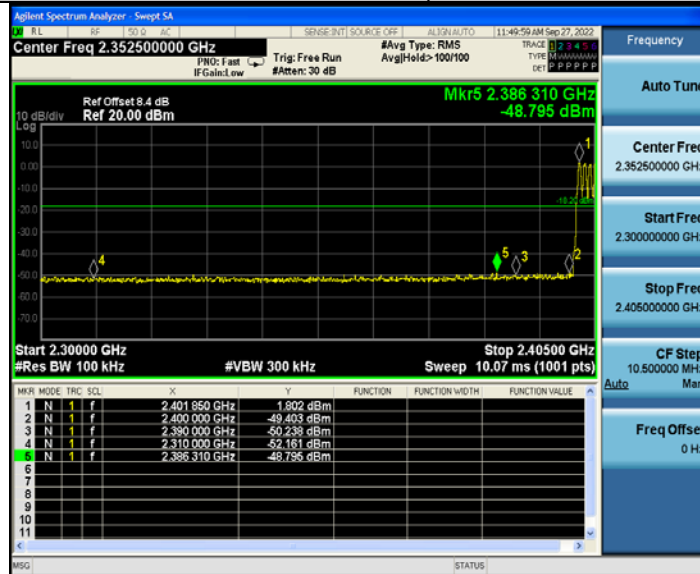 Agilent Spectrum Analyzer - Swept SA
RL RF 50 Ω AC SENSE:INT SOURCE OFF ALIGN AUTO 11:49:59 AM Sep 27, 2022
Center Freq 2.352500000 GHz
PNO: Fast
IFGain:Low
Trig: Free Run
#Atten: 30 dB
#Avg Type: RMS
Avg|Hold:>100/100
TRACE 1 2 3 4 5 6
TYPE M
DET P P P P P P
Ref Offset 8.4 dB
10 dB/div Ref 20.00 dBm
Log
Mkr5 2.386 310 GHz
-48.795 dBm
10.0
0.00
-10.0
-20.0
-30.0
-40.0
-50.0
-60.0
-70.0
1
-18.20 dBm
4
5
3
2
Start 2.30000 GHz Stop 2.40500 GHz
#Res BW 100 kHz #VBW 300 kHz Sweep 10.07 ms (1001 pts)
MKR MODE TRC SCL X Y FUNCTION FUNCTION WIDTH FUNCTION VALUE
1 N 1 f 2.401 850 GHz 1.802 dBm
2 N 1 f 2.400 000 GHz -49.403 dBm
3 N 1 f 2.390 000 GHz -50.238 dBm
4 N 1 f 2.310 000 GHz -52.161 dBm
5 N 1 f 2.386 310 GHz -48.795 dBm
6
7
8
9
10
11
MSG STATUS
Frequency
Auto Tune
Center Freq
2.352500000 GHz
Start Freq
2.300000000 GHz
Stop Freq
2.405000000 GHz
CF Step
10.500000 MHz
Auto Man
Freq Offset
0 Hz